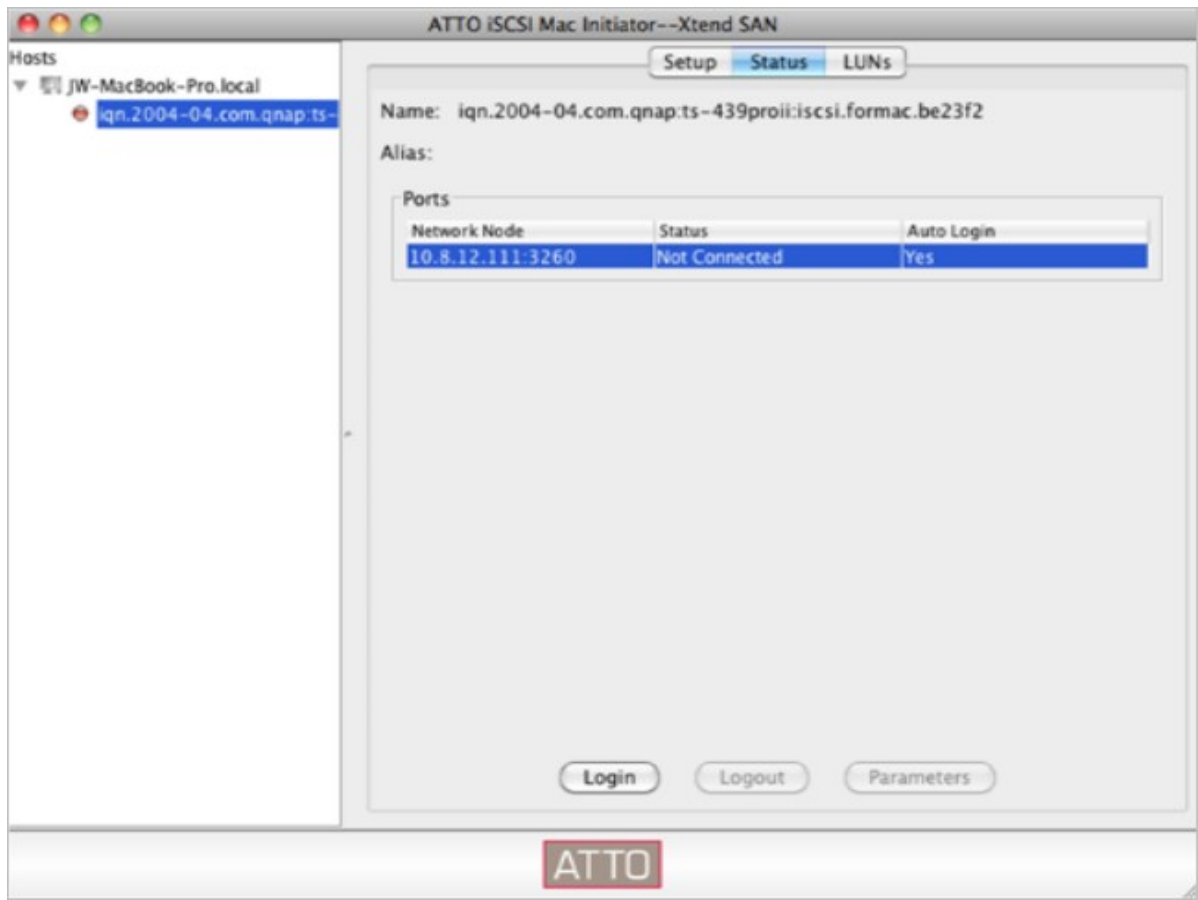 ATTO iSCSI Mac Initiator--Xtend SAN
Hosts
JW-MacBook-Pro.local
iqn.2004-04.com.qnap:ts-
Setup Status LUNs
Name: iqn.2004-04.com.qnap:ts-439proii:iscsi.formac.be23f2
Alias:
Ports
Network Node Status Auto Login
10.8.12.111:3260 Not Connected Yes
Login Logout Parameters
ATTO